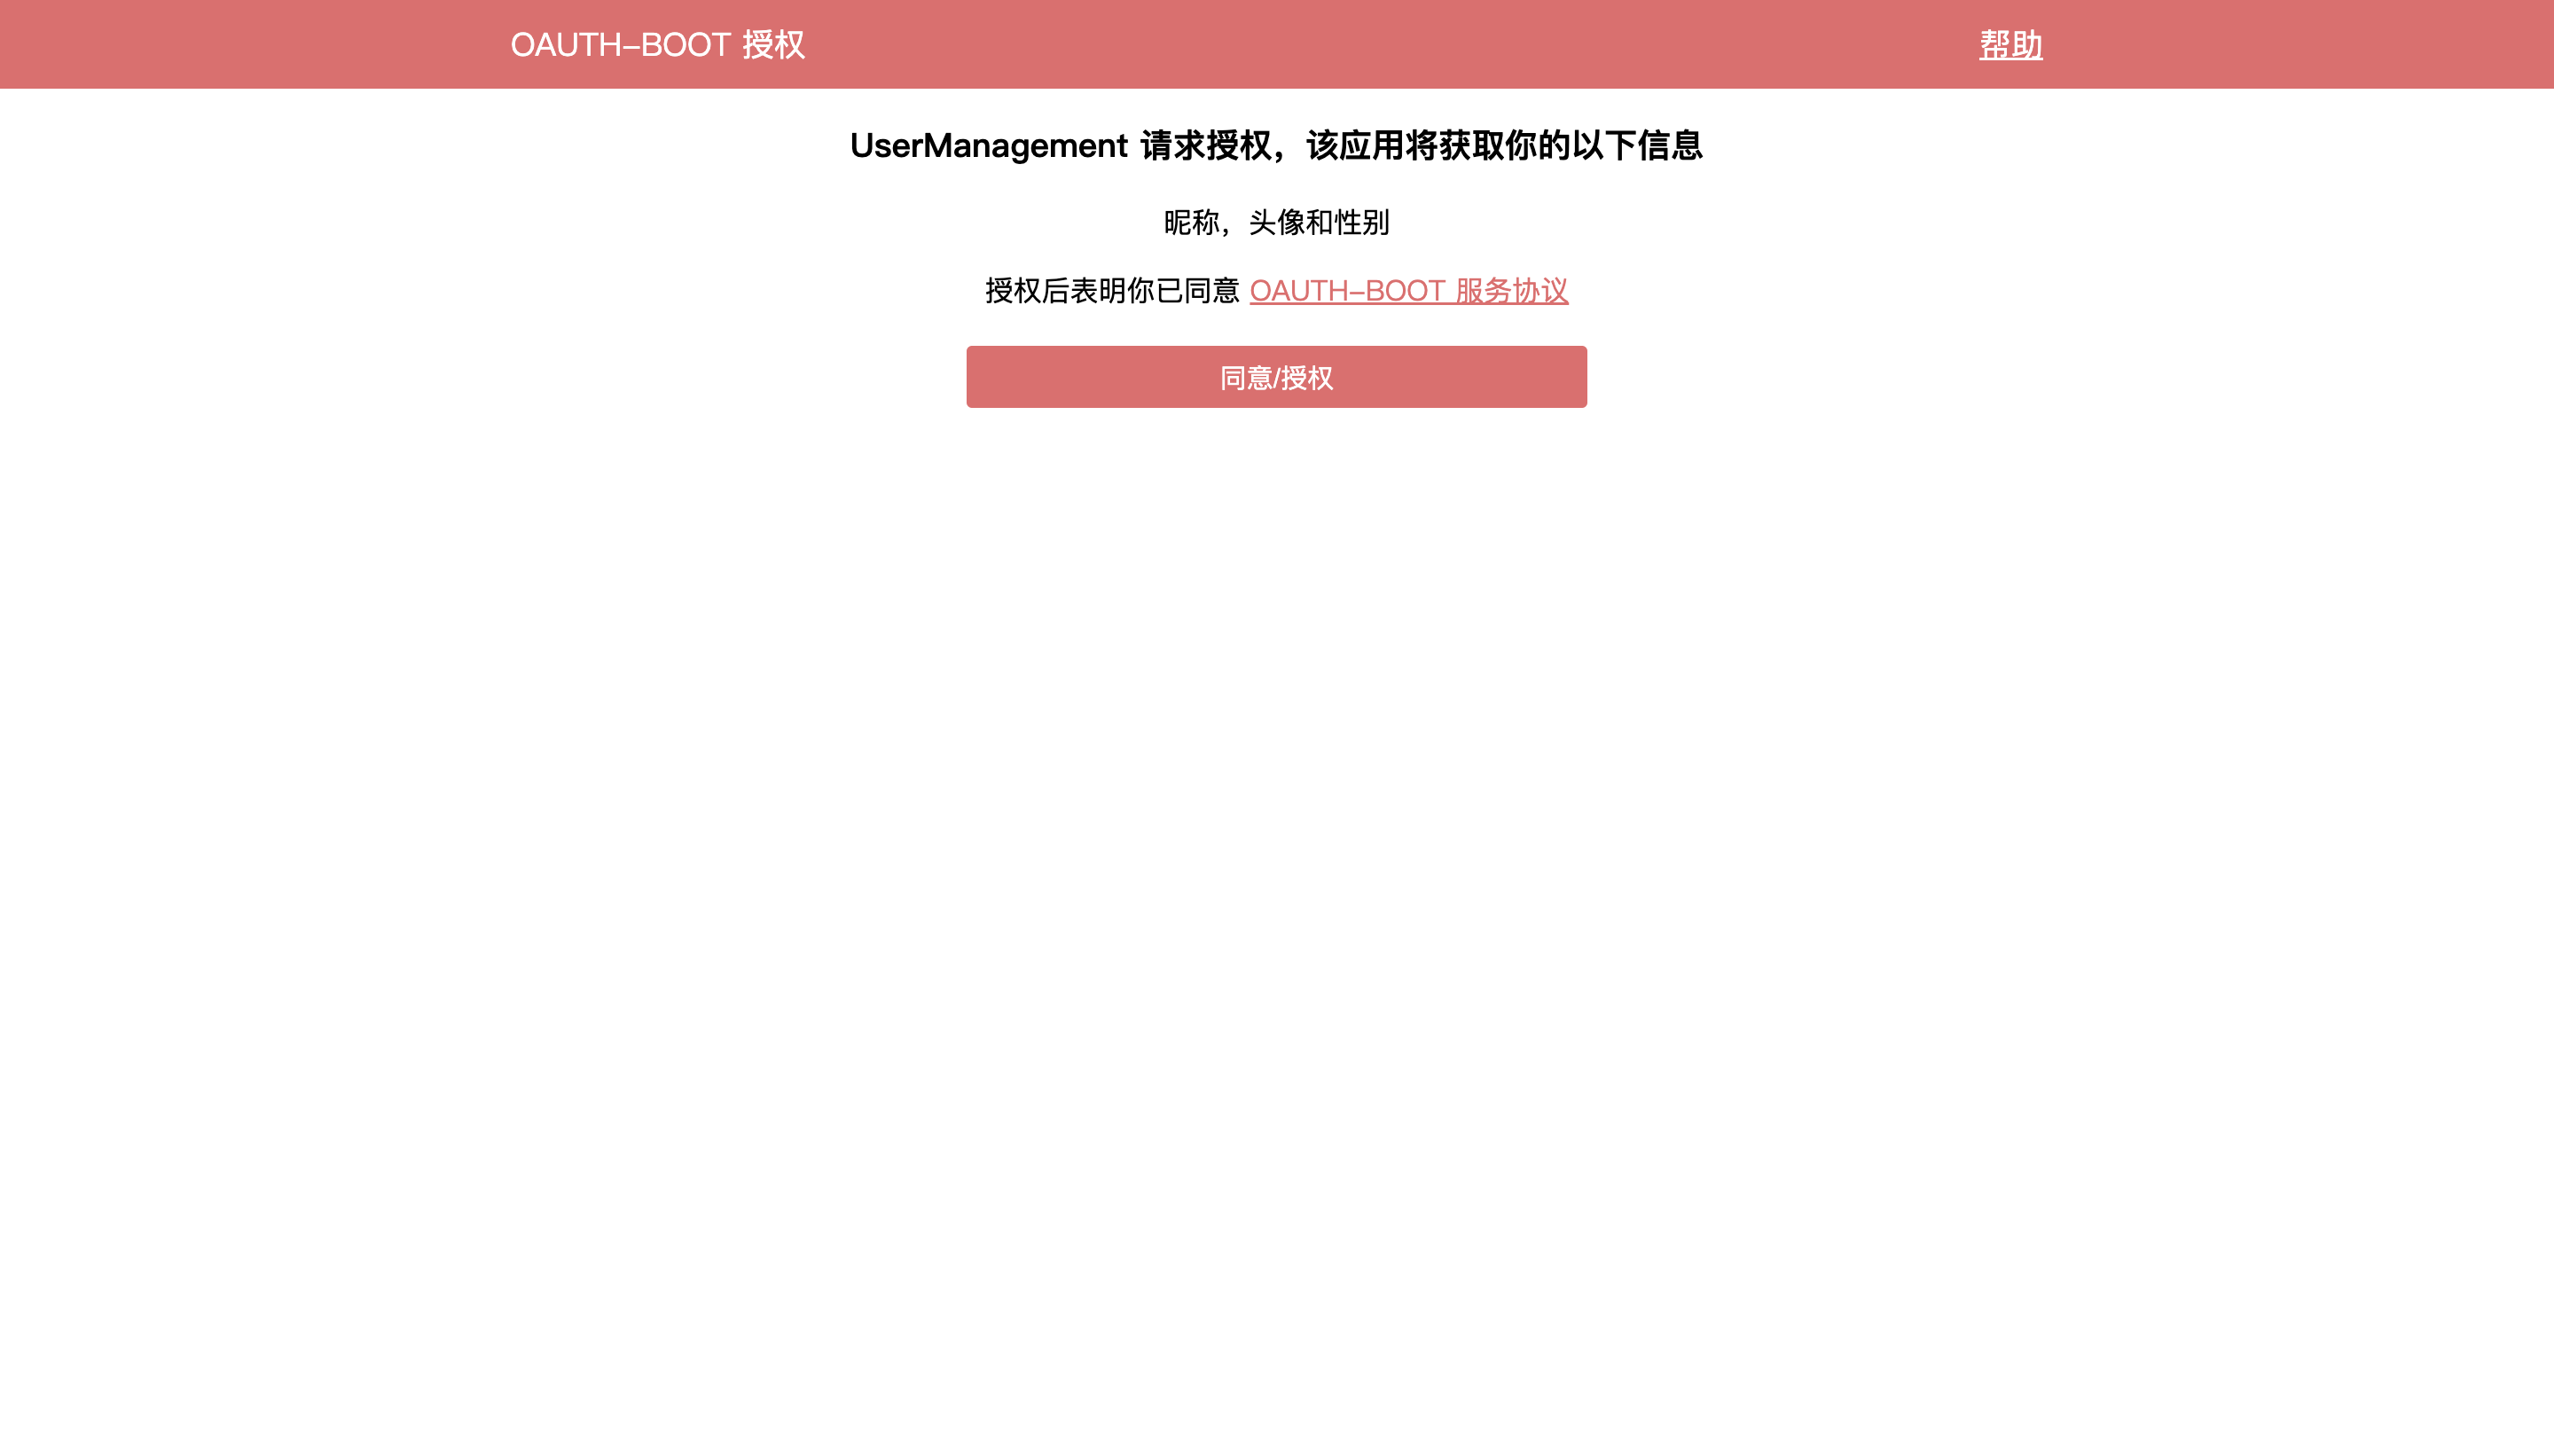 OAUTH-BOOT 授权
帮助
UserManagement 请求授权，该应用将获取你的以下信息
昵称，头像和性别
授权后表明你已同意 OAUTH-BOOT 服务协议
同意/授权